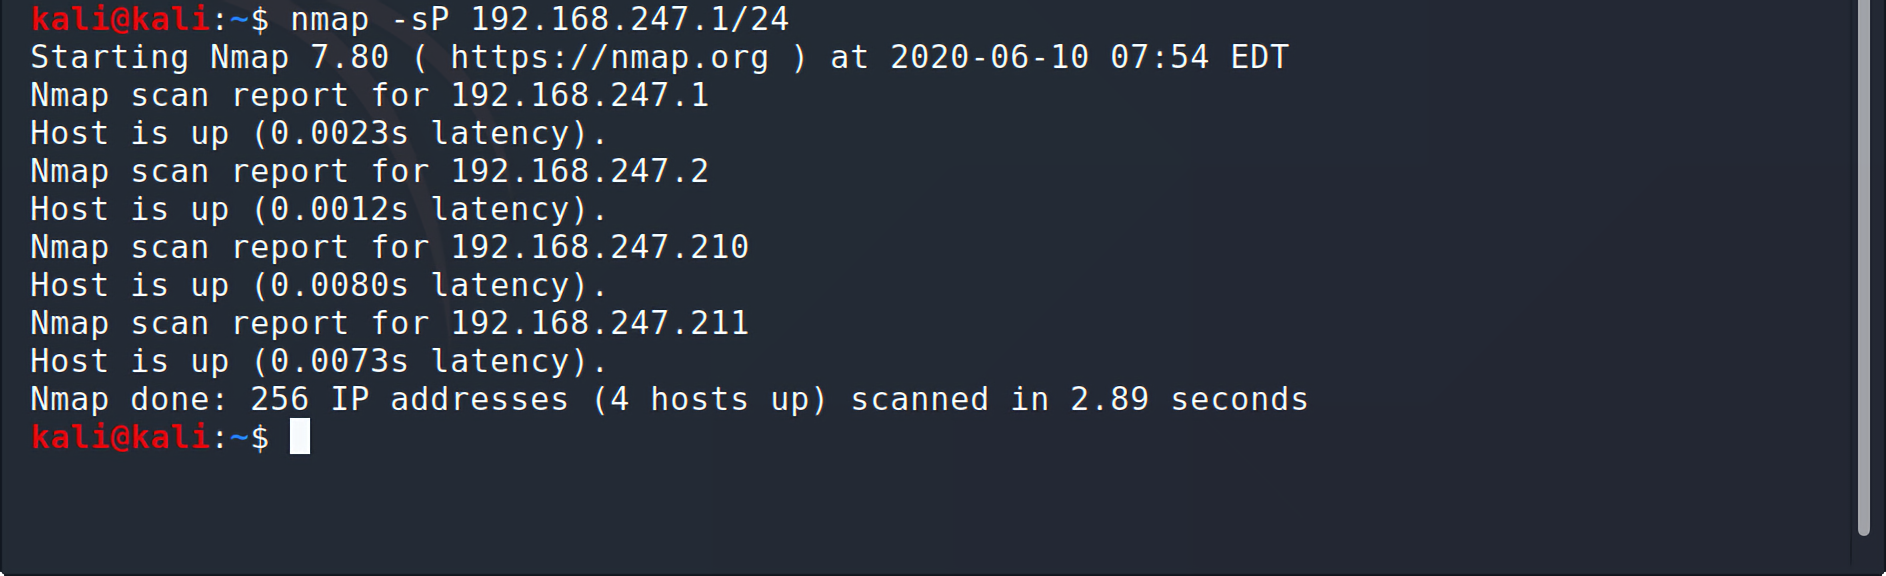 kali@kali:~$ nmap -sP 192.168.247.1/24
Starting Nmap 7.80 ( https://nmap.org ) at 2020-06-10 07:54 EDT
Nmap scan report for 192.168.247.1
Host is up (0.0023s latency).
Nmap scan report for 192.168.247.2
Host is up (0.0012s latency).
Nmap scan report for 192.168.247.210
Host is up (0.0080s latency).
Nmap scan report for 192.168.247.211
Host is up (0.0073s latency).
Nmap done: 256 IP addresses (4 hosts up) scanned in 2.89 seconds
kali@kali:~$